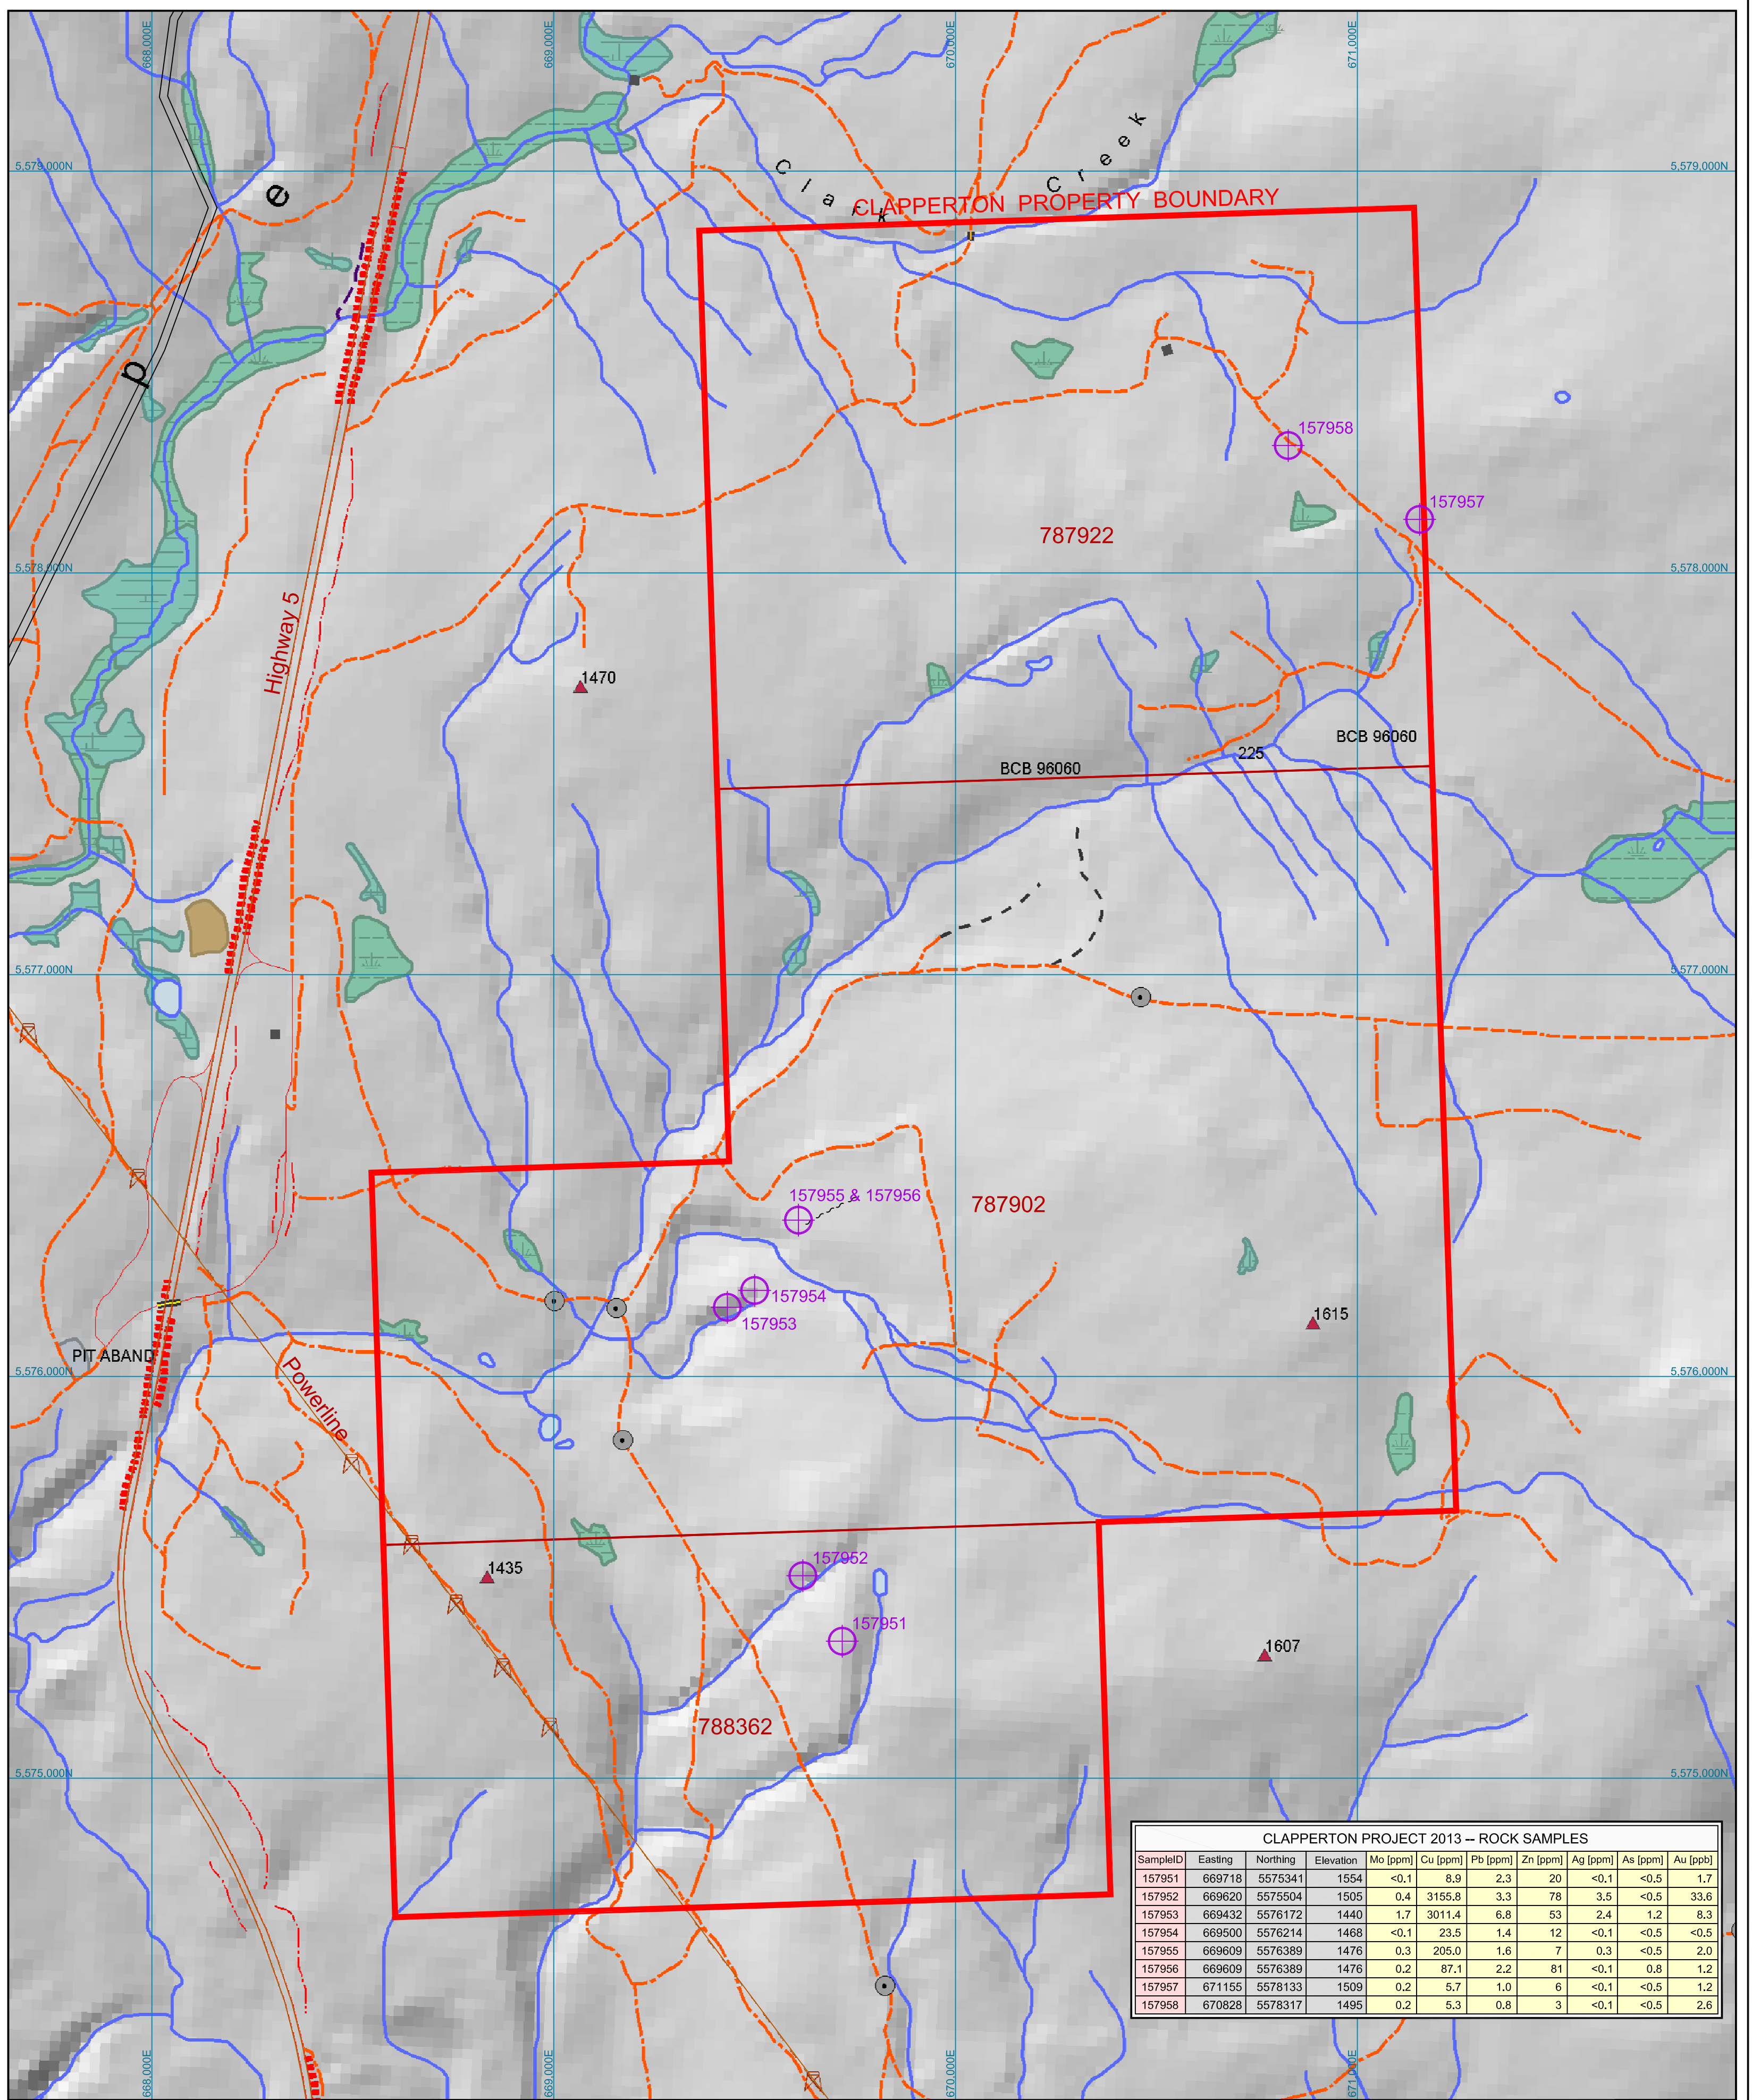 668.000E
669.000E
670.000E
671.000E
5,579.000N
5,579.000N
e
Clark Creek
CLAPPERTON PROPERTY BOUNDARY
p
157958
157957
787922
5,578.000N
5,578.000N
Highway 5
1470
BCB 96060
225
BCB 96060
5,577.000N
5,577.000N
157955 & 157956
787902
157954
157953
1615
PIT ABAND
5,576.000N
5,576.000N
Powerline
157952
1435
157951
1607
788362
5,575.000N
5,575.000N
CLAPPERTON PROJECT 2013 -- ROCK SAMPLES
SampleID Easting Northing Elevation Mo [ppm] Cu [ppm] Pb [ppm] Zn [ppm] Ag [ppm] As [ppm] Au [ppb]
157951 669718 5575341 1554 <0.1 8.9 2.3 20 <0.1 <0.5 1.7
157952 669620 5575504 1505 0.4 3155.8 3.3 78 3.5 <0.5 33.6
157953 669432 5576172 1440 1.7 3011.4 6.8 53 2.4 1.2 8.3
157954 669500 5576214 1468 <0.1 23.5 1.4 12 <0.1 <0.5 <0.5
157955 669609 5576389 1476 0.3 205.0 1.6 7 0.3 <0.5 2.0
157956 669609 5576389 1476 0.2 87.1 2.2 81 <0.1 0.8 1.2
157957 671155 5578133 1509 0.2 5.7 1.0 6 <0.1 <0.5 1.2
157958 670828 5578317 1495 0.2 5.3 0.8 3 <0.1 <0.5 2.6
668.000E
669.000E
670.000E
671.000E